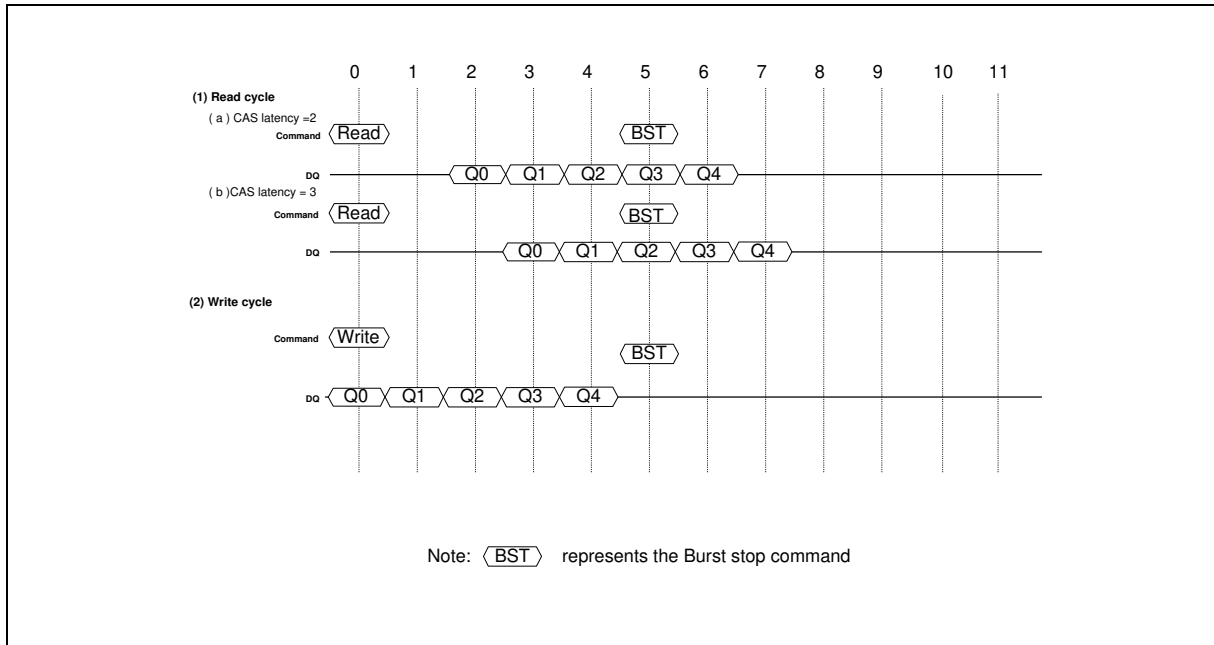 0 1 2 3 4 5 6 7 8 9 10 11
(1) Read cycle
( a ) CAS latency =2
Command Read BST
DQ Q0 Q1 Q2 Q3 Q4
( b )CAS latency = 3
Command Read BST
DQ Q0 Q1 Q2 Q3 Q4
(2) Write cycle
Command Write
BST
DQ Q0 Q1 Q2 Q3 Q4
Note: BST represents the Burst stop command